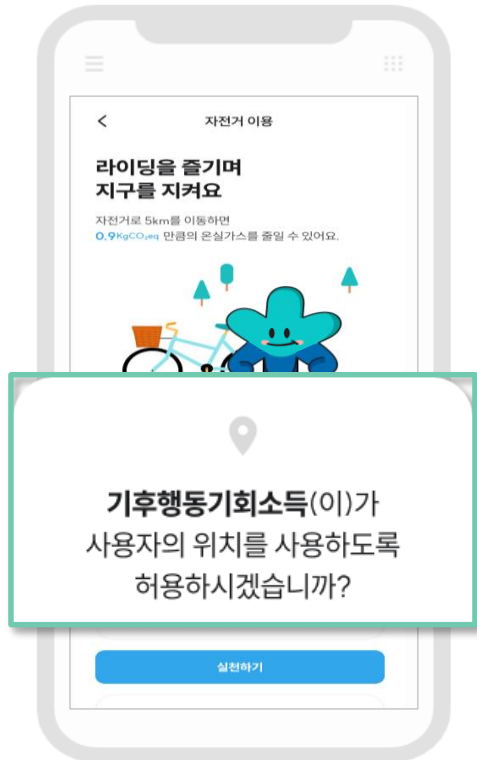 자전거 이용
라이딩을 즐기며
지구를 지켜요
자전거로 5km를 이동하면
0.9KgCO₂eq 만큼의 온실가스를 줄일 수 있어요.
기후행동기회소득(이)가
사용자의 위치를 사용하도록
허용하시겠습니까?
실천하기